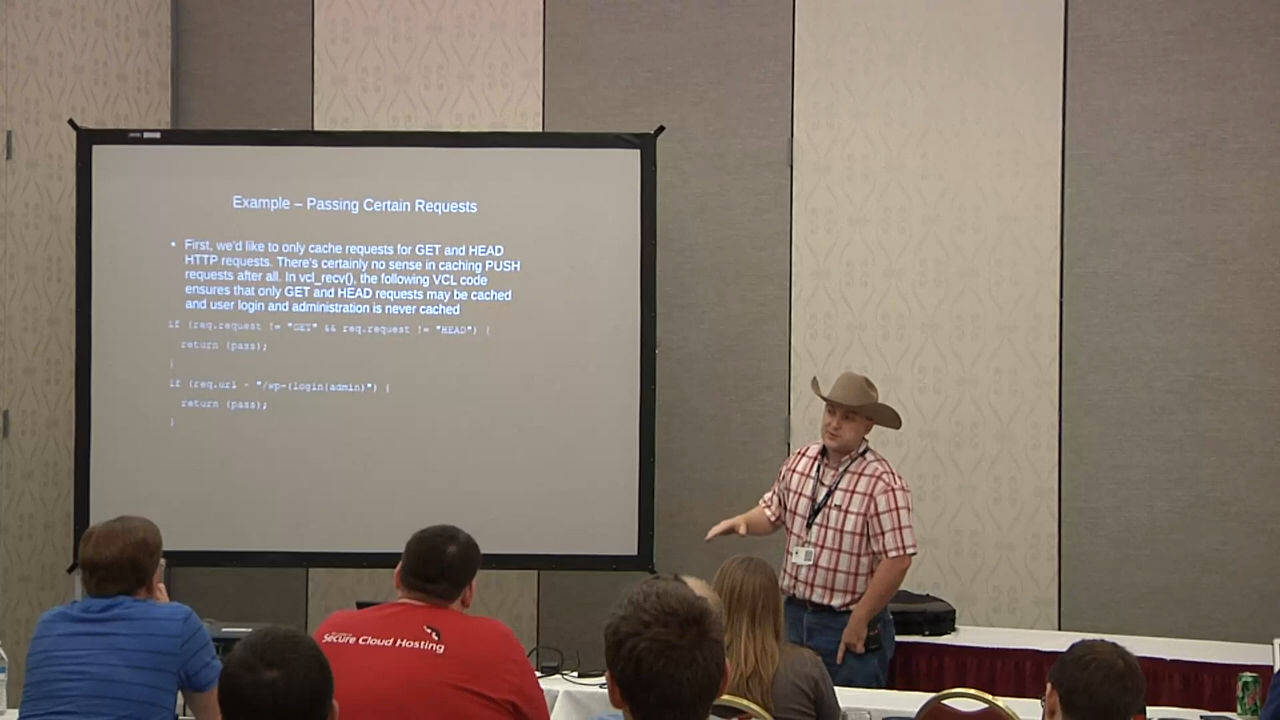 Example – Passing Certain Requests
• First, we'd like to only cache requests for GET and HEAD
HTTP requests. There's certainly no sense in caching PUSH
requests after all. In vcl_recv(), the following VCL code
ensures that only GET and HEAD requests may be cached
and user login and administration is never cached
if (req.request != "GET" && req.request != "HEAD") {
return (pass);
}
if (req.url ~ "/wp-(login|admin)") {
return (pass);
}
Secure Cloud Hosting